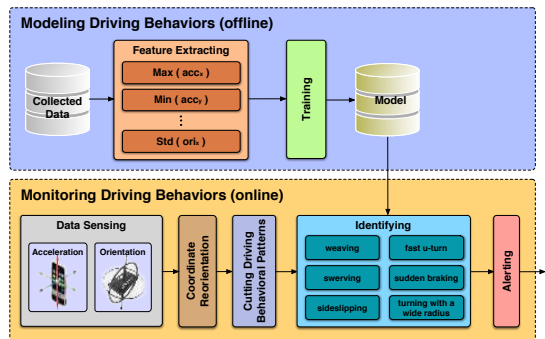 Modeling Driving Behaviors (offline)
Collected
Data
Feature Extracting
Max ( accₓ )
Min ( accᵧ )
⋮
Std ( oriₓ )
Training
Model
Monitoring Driving Behaviors (online)
Data Sensing
Acceleration
Orientation
Coordinate
Reorientation
Cutting Driving
Behavioral Patterns
Identifying
weaving
fast u-turn
swerving
sudden braking
sideslipping
turning with a
wide radius
Alerting